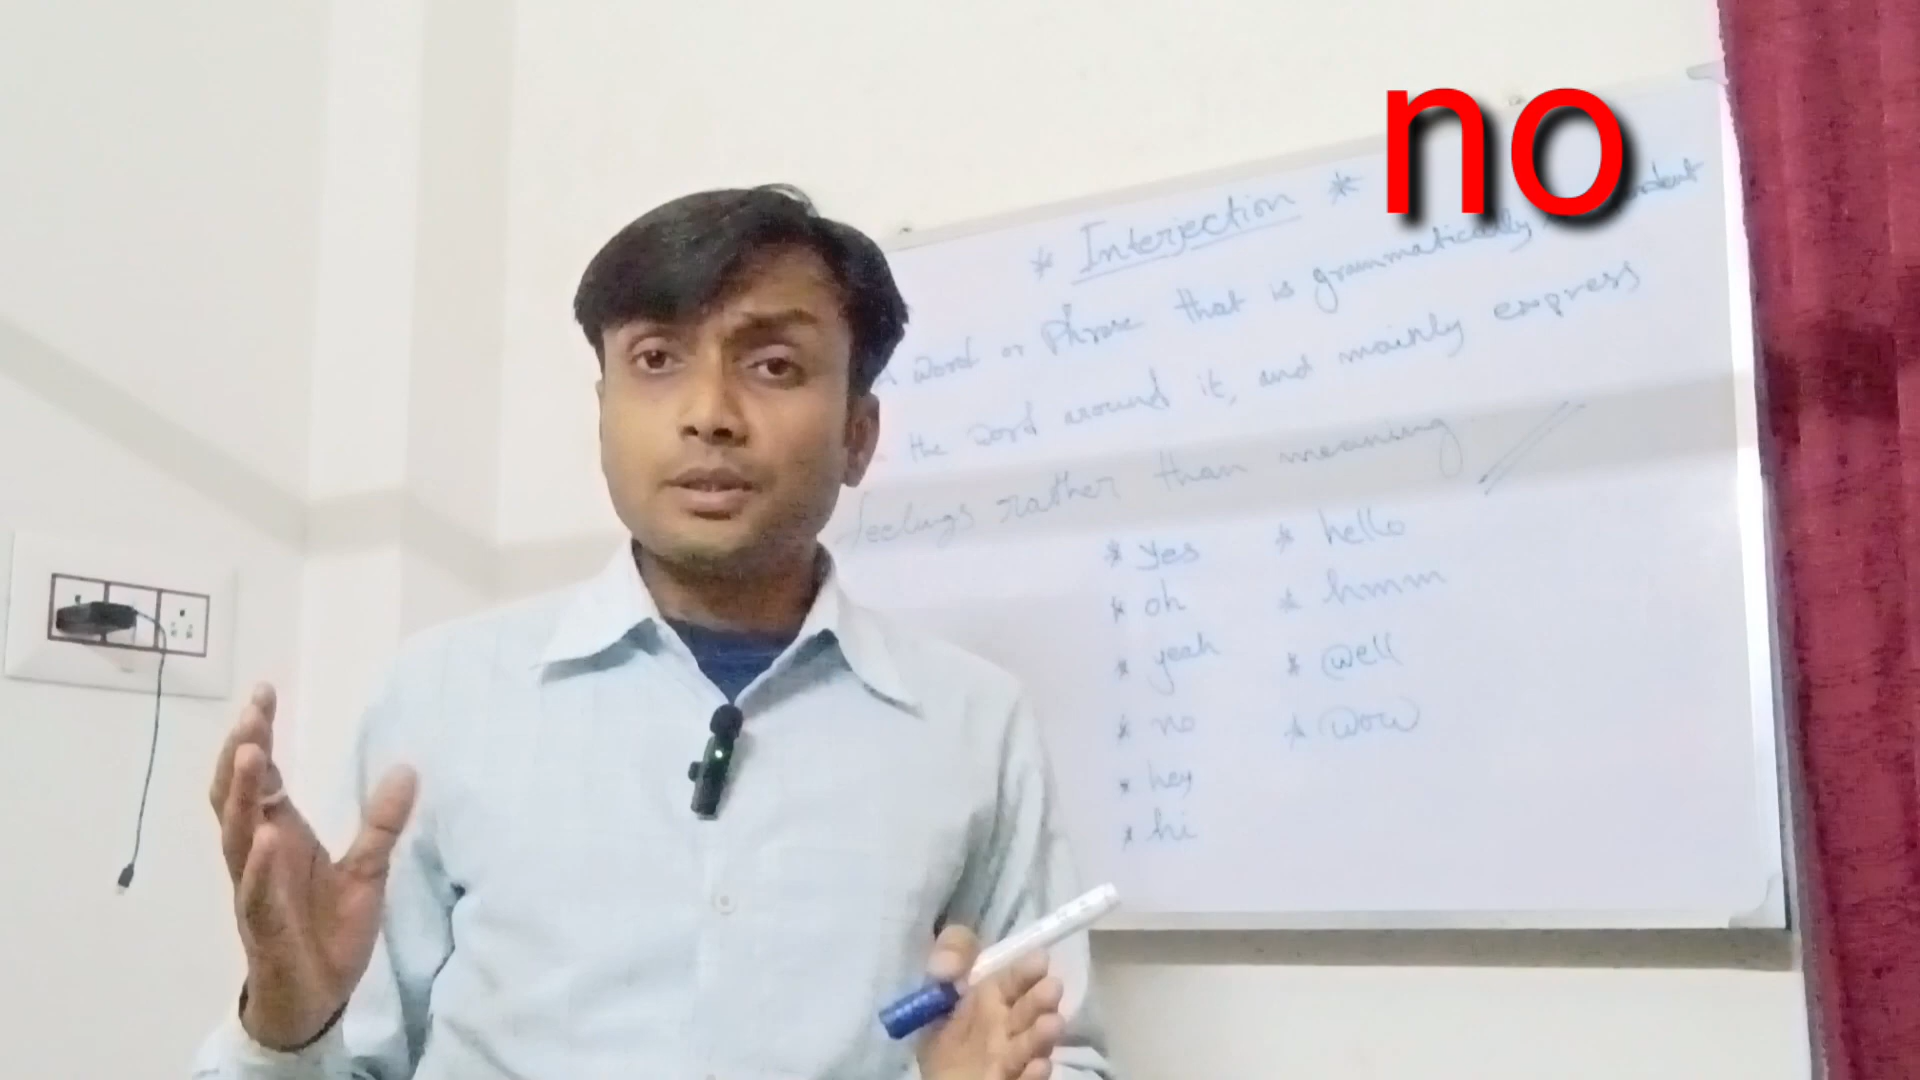 no
* Interjection *
word or Phrase that is grammatically
the word around it, and mainly express
feelings rather than meaning.
* yes * hello
* oh * hmm
* yeah * well
* no * wow
* hey
* hi